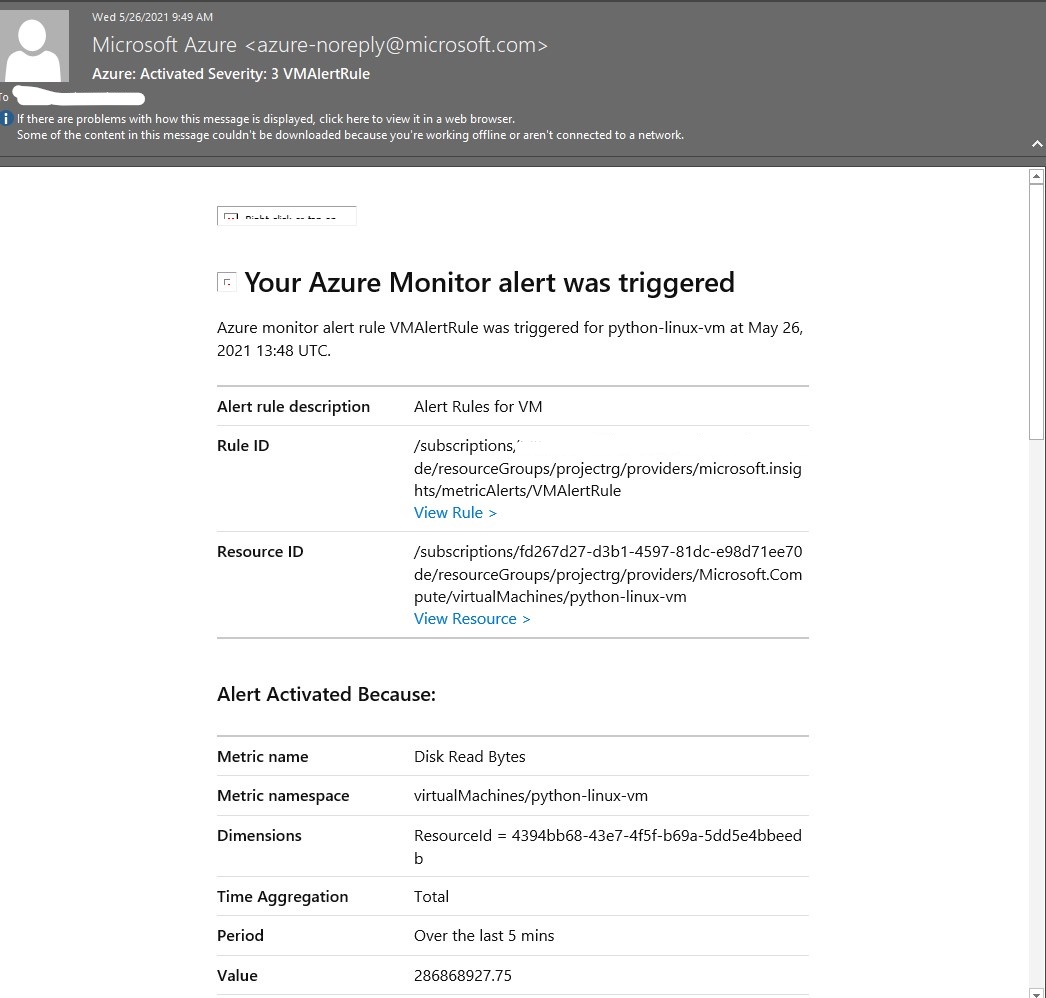 Wed 5/26/2021 9:49 AM
Microsoft Azure <azure-noreply@microsoft.com>
Azure: Activated Severity: 3 VMAlertRule
To
If there are problems with how this message is displayed, click here to view it in a web browser.
Some of the content in this message couldn't be downloaded because you're working offline or aren't connected to a network.
Your Azure Monitor alert was triggered
Azure monitor alert rule VMAlertRule was triggered for python-linux-vm at May 26,
2021 13:48 UTC.
Alert rule description Alert Rules for VM
Rule ID /subscriptions/
de/resourceGroups/projectrg/providers/microsoft.insig
hts/metricAlerts/VMAlertRule
View Rule >
Resource ID /subscriptions/fd267d27-d3b1-4597-81dc-e98d71ee70
de/resourceGroups/projectrg/providers/Microsoft.Com
pute/virtualMachines/python-linux-vm
View Resource >
Alert Activated Because:
Metric name Disk Read Bytes
Metric namespace virtualMachines/python-linux-vm
Dimensions ResourceId = 4394bb68-43e7-4f5f-b69a-5dd5e4bbeed
b
Time Aggregation Total
Period Over the last 5 mins
Value 286868927.75